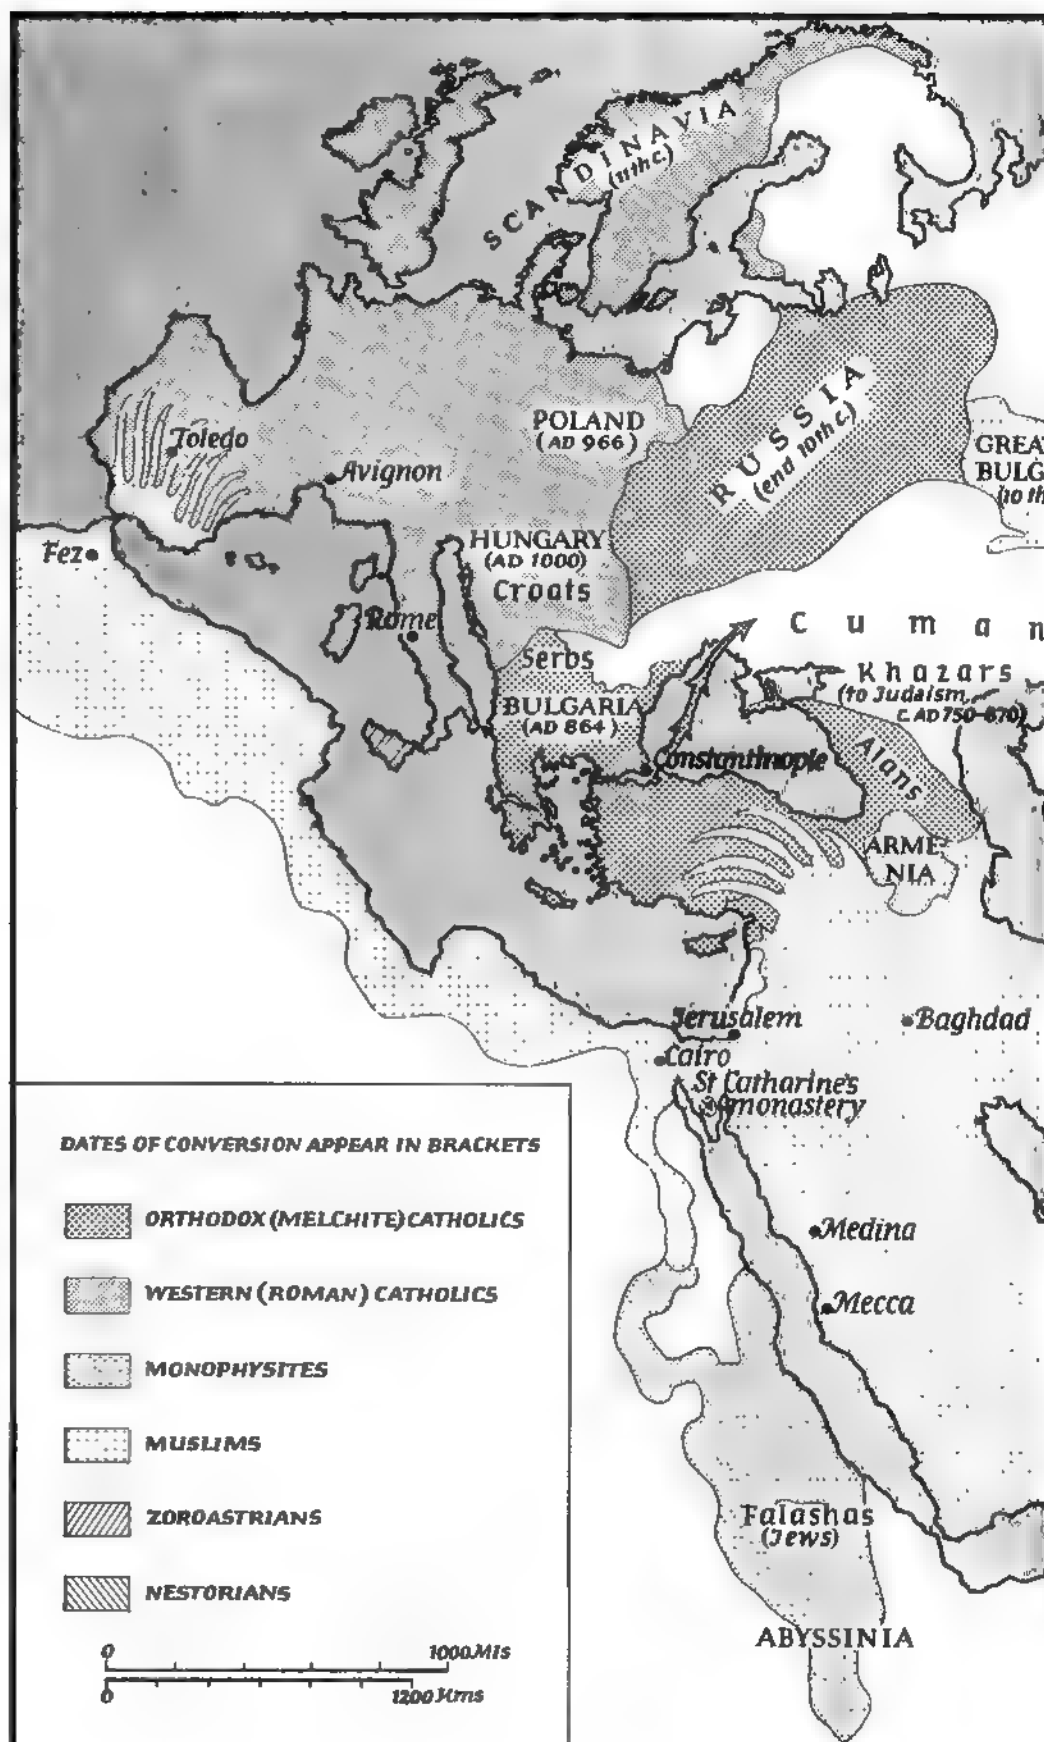 SCANDINAVIA
(11th c.)
POLAND
(AD 966)
RUSSIA
(end 10th c.)
GREA
BULG
(10 th
Toledo
Avignon
HUNGARY
(AD 1000)
Croats
Fez
Rome
Cuman
Serbs
Khazars
(to Judaism,
c. AD 750-870)
BULGARIA
(AD 864)
Constantinople
Alans
ARME-
NIA
Jerusalem
Baghdad
Cairo
St Catharine's
monastery
Medina
Mecca
Falashas
(Jews)
ABYSSINIA
DATES OF CONVERSION APPEAR IN BRACKETS
ORTHODOX (MELCHITE) CATHOLICS
WESTERN (ROMAN) CATHOLICS
MONOPHYSITES
MUSLIMS
ZOROASTRIANS
NESTORIANS
0 1000 Mls
0 1200 Kms